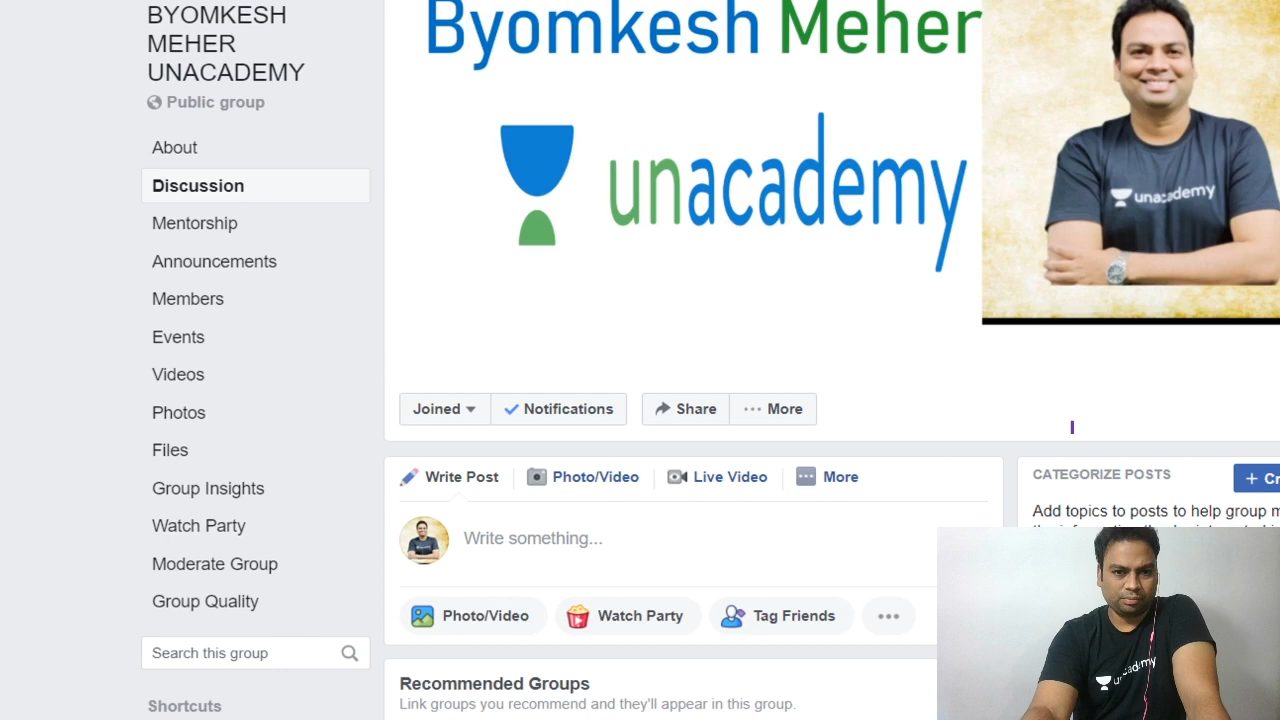 BYOMKESH
MEHER
UNACADEMY
Public group
About
Discussion
Mentorship
Announcements
Members
Events
Videos
Photos
Files
Group Insights
Watch Party
Moderate Group
Group Quality
Search this group
Shortcuts
Byomkesh Meher
unacademy
unacademy
Joined
Notifications
Share
More
Write Post
Photo/Video
Live Video
More
Write something...
Photo/Video
Watch Party
Tag Friends
Recommended Groups
Link groups you recommend and they'll appear in this group.
CATEGORIZE POSTS
+ Cr
Add topics to posts to help group m
unacademy